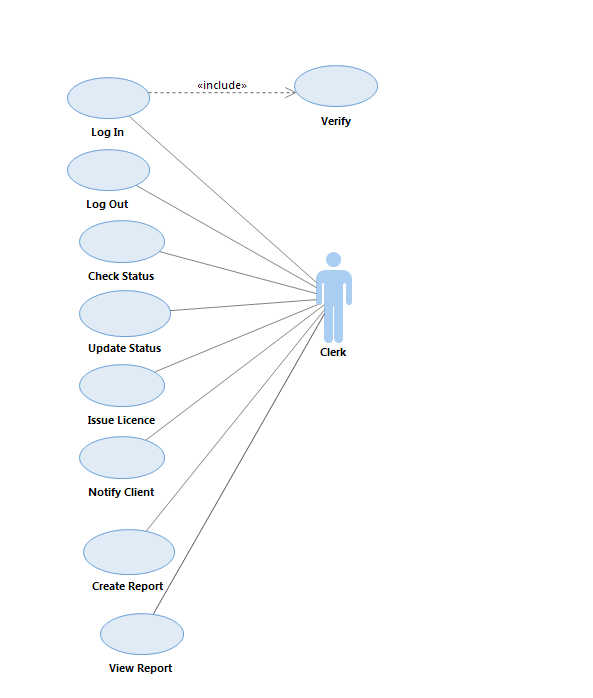 «include»
Verify
Log In
Log Out
Check Status
Update Status
Clerk
Issue Licence
Notify Client
Create Report
View Report